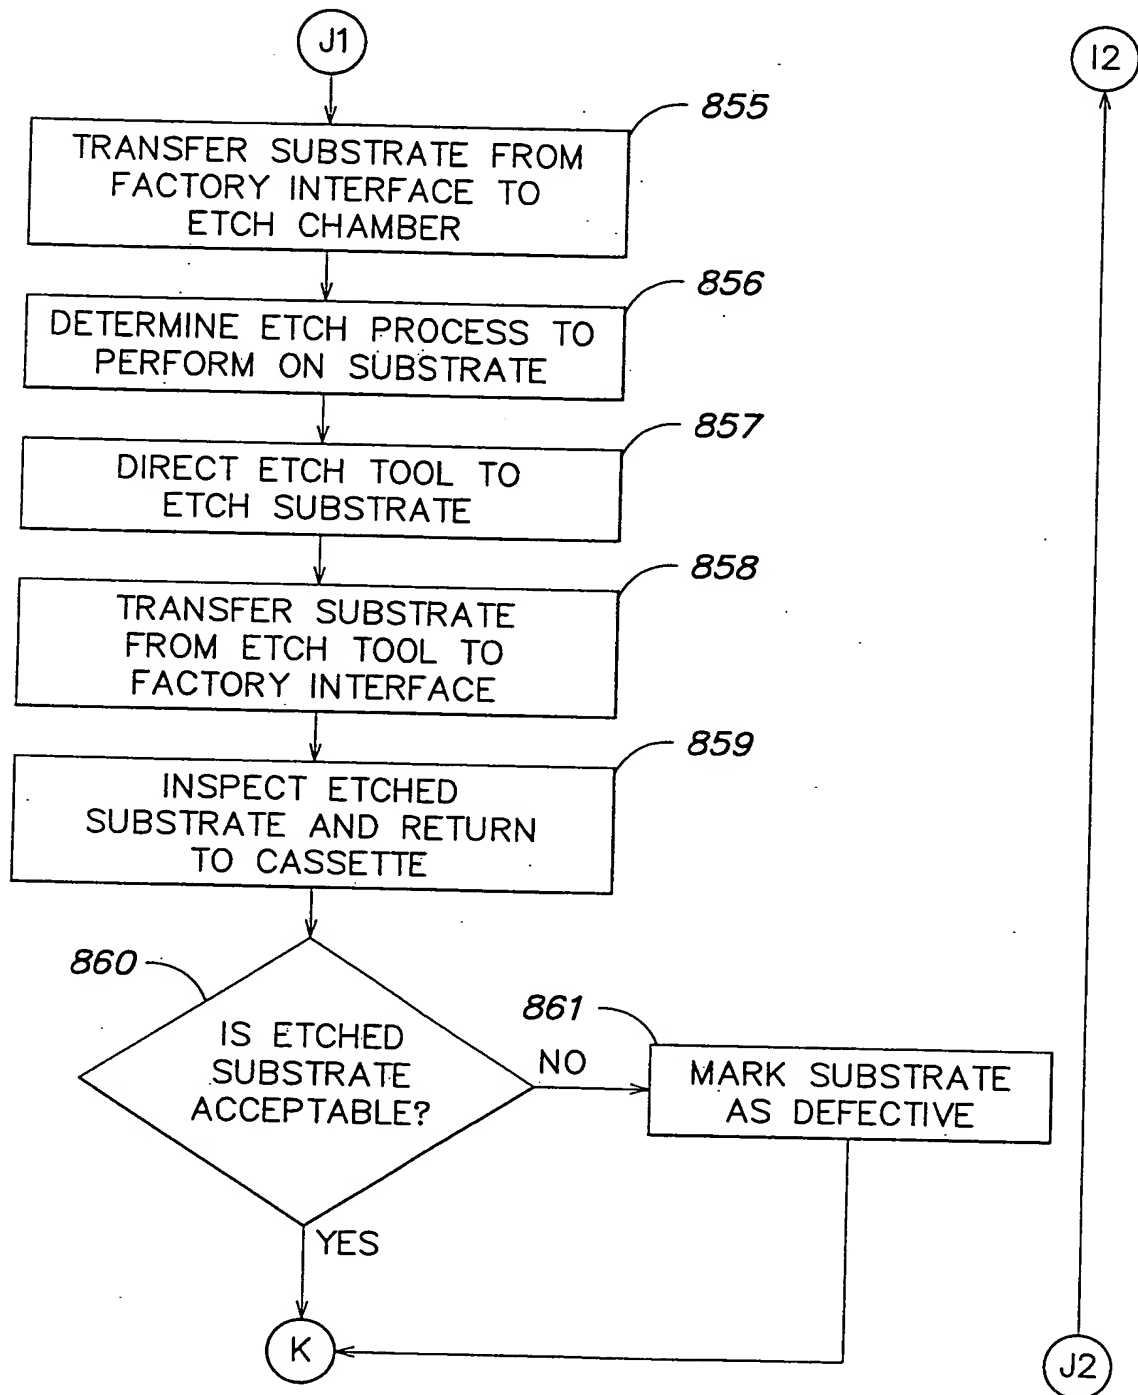 J1
I2
855
TRANSFER SUBSTRATE FROM
FACTORY INTERFACE TO
ETCH CHAMBER
856
DETERMINE ETCH PROCESS TO
PERFORM ON SUBSTRATE
857
DIRECT ETCH TOOL TO
ETCH SUBSTRATE
858
TRANSFER SUBSTRATE
FROM ETCH TOOL TO
FACTORY INTERFACE
859
INSPECT ETCHED
SUBSTRATE AND RETURN
TO CASSETTE
860
IS ETCHED
SUBSTRATE
ACCEPTABLE?
NO
861
MARK SUBSTRATE
AS DEFECTIVE
YES
K
J2